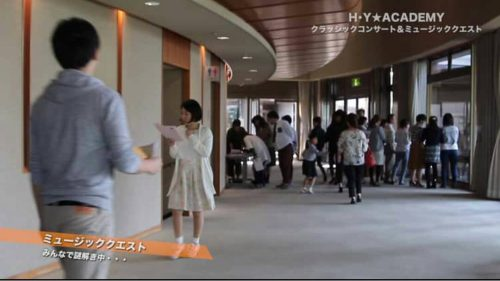 H・Y★ACADEMY
クラッシックコンサート＆ミュージッククエスト
ミュージッククエスト
みんなで謎解き中・・・